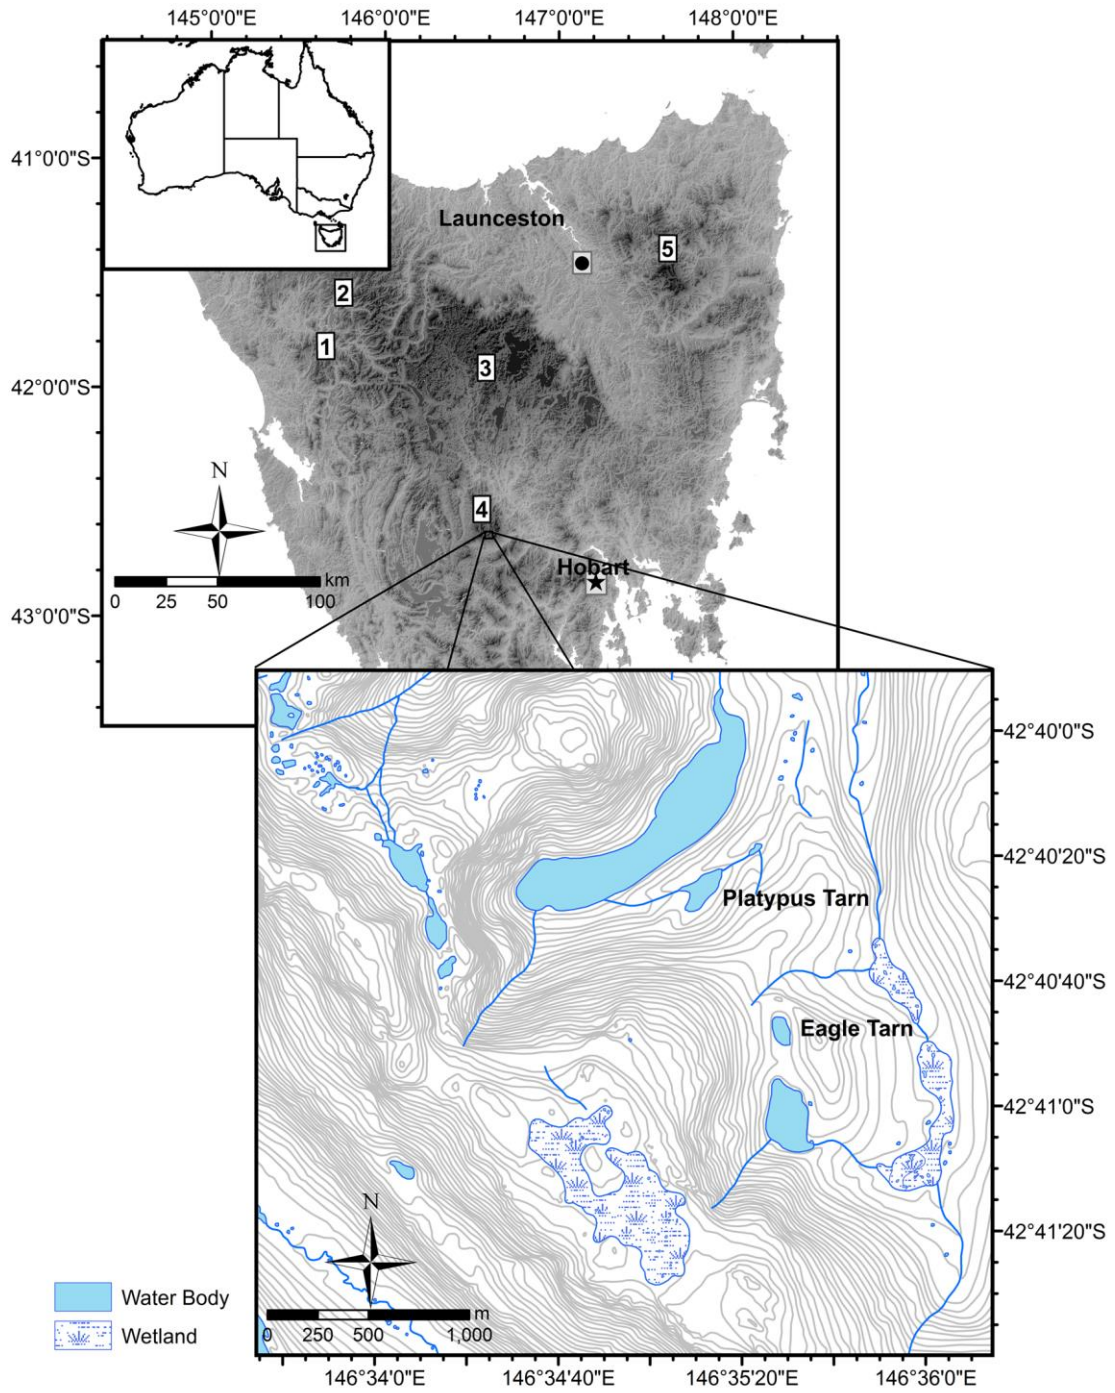 145°0'0"E 146°0'0"E 147°0'0"E 148°0'0"E
41°0'0"S
42°0'0"S
43°0'0"S
Launceston
5
2
1
3
4
Hobart
N
km
0 25 50 100
42°40'0"S
42°40'20"S
42°40'40"S
42°41'0"S
42°41'20"S
Platypus Tarn
Eagle Tarn
N
m
0 250 500 1,000
Water Body
Wetland
146°34'0"E 146°34'40"E 146°35'20"E 146°36'0"E